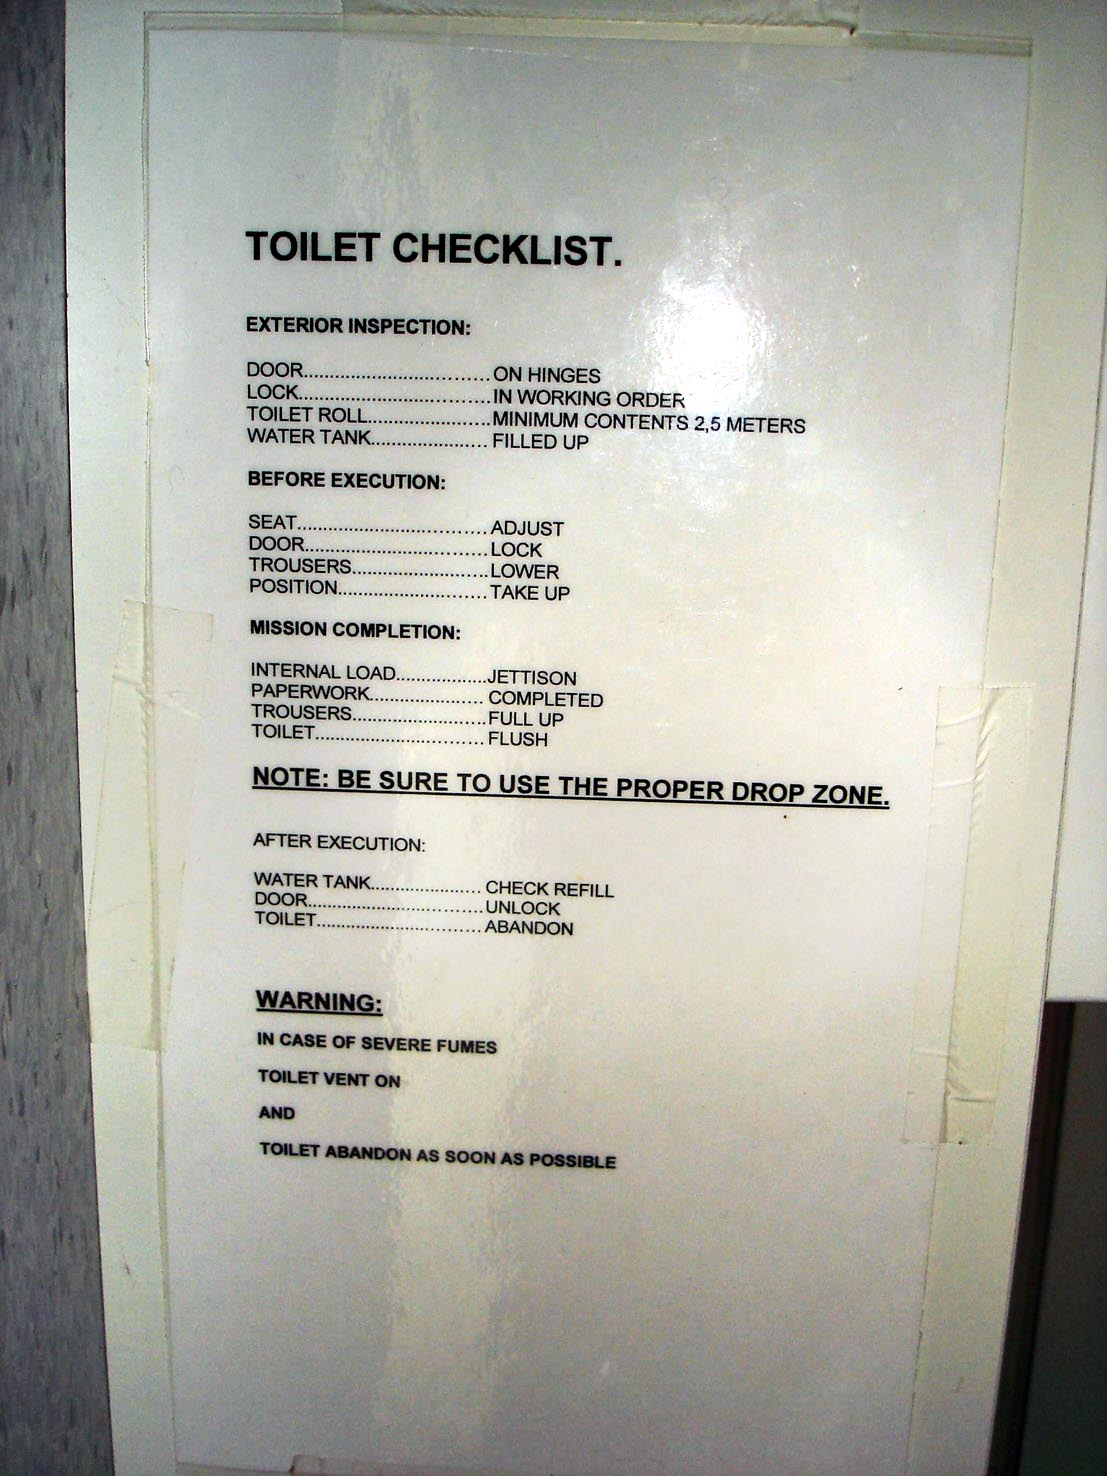 TOILET CHECKLIST.
EXTERIOR INSPECTION:
DOOR....................................ON HINGES
LOCK.....................................IN WORKING ORDER
TOILET ROLL........................MINIMUM CONTENTS 2,5 METERS
WATER TANK.......................FILLED UP
BEFORE EXECUTION:
SEAT.....................................ADJUST
DOOR...................................LOCK
TROUSERS..........................LOWER
POSITION.............................TAKE UP
MISSION COMPLETION:
INTERNAL LOAD..................JETTISON
PAPERWORK......................COMPLETED
TROUSERS..........................FULL UP
TOILET.................................FLUSH
NOTE: BE SURE TO USE THE PROPER DROP ZONE.
AFTER EXECUTION:
WATER TANK......................CHECK REFILL
DOOR..................................UNLOCK
TOILET................................ABANDON
WARNING:
IN CASE OF SEVERE FUMES
TOILET VENT ON
AND
TOILET ABANDON AS SOON AS POSSIBLE